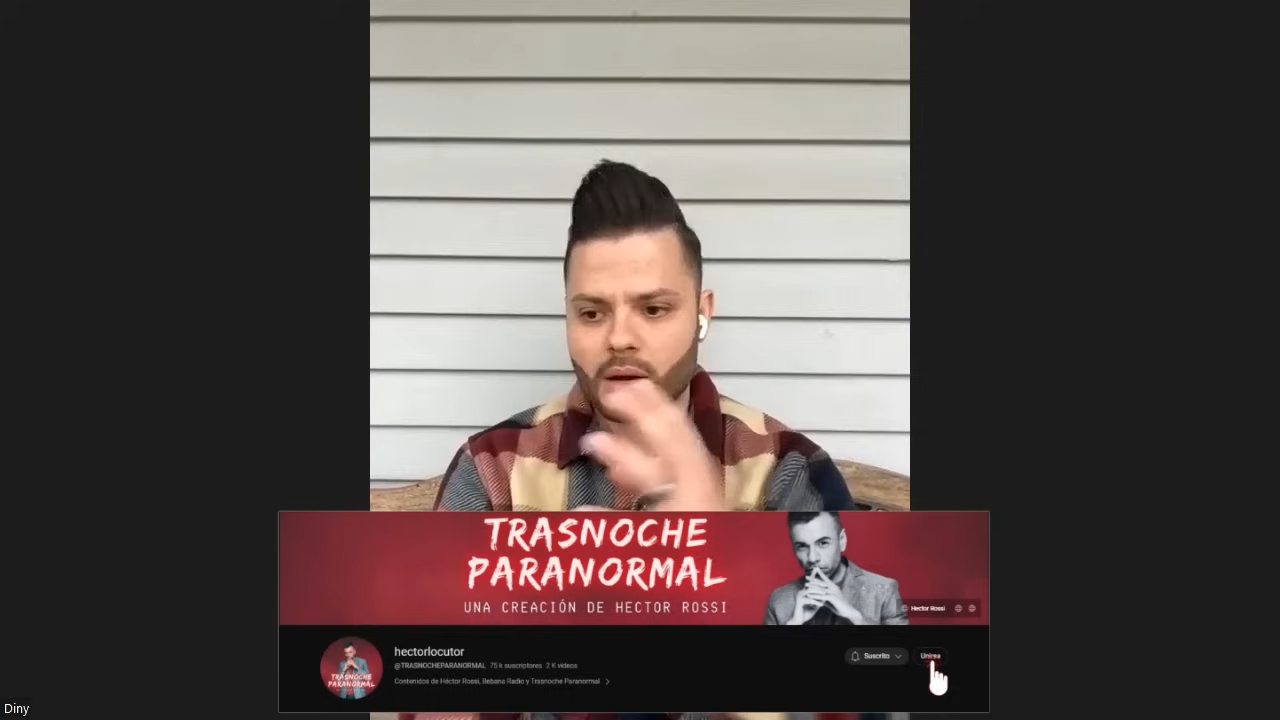 TRASNOCHE
PARANORMAL
UNA CREACIÓN DE HECTOR ROSSI
Hector Rossi
hectorlocutor
@TRASNOCHEPARANORMAL 75 k suscriptores 2 K videos
Suscrito
Unirse
Contenidos de Héctor Rossi, Bebana Radio y Trasnoche Paranormal
TRASNOCHE
PARANORMAL
Diny